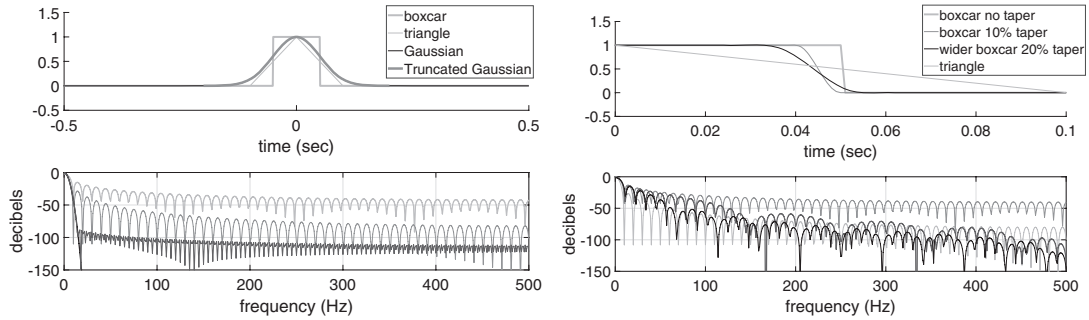 1.5
1
0.5
0
-0.5
boxcar
triangle
Gaussian
Truncated Gaussian
-0.5
0
0.5
time (sec)
0
-50
-100
-150
decibels
0
100
200
300
400
500
frequency (Hz)
1.5
1
0.5
0
-0.5
boxcar no taper
boxcar 10% taper
wider boxcar 20% taper
triangle
0
0.02
0.04
0.06
0.08
0.1
time (sec)
0
-50
-100
-150
decibels
0
100
200
300
400
500
frequency (Hz)